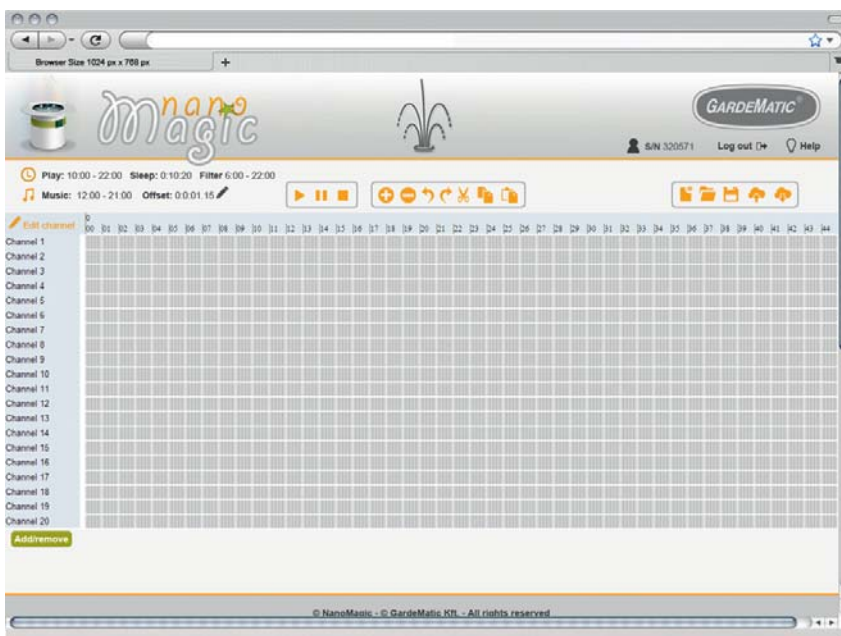 Browser Size 1024 px x 768 px
nano
Magic
GARDEMATIC
S/N 320571 Log out Help
Play: 10:00 - 22:00 Sleep: 0:10:20 Filter 6:00 - 22:00
Music: 12:00 - 21:00 Offset: 0:0:01.15
Edit channel
0
00 01 02 03 04 05 06 07 08 09 10 11 12 13 14 15 16 17 18 19 20 21 22 23 24 25 26 27 28 29 30 31 32 33 34 35 36 37 38 39 40 41 42 43 44
Channel 1
Channel 2
Channel 3
Channel 4
Channel 5
Channel 6
Channel 7
Channel 8
Channel 9
Channel 10
Channel 11
Channel 12
Channel 13
Channel 14
Channel 15
Channel 16
Channel 17
Channel 18
Channel 19
Channel 20
Add/remove
© NanoMagic - © GardeMatic Kft. - All rights reserved